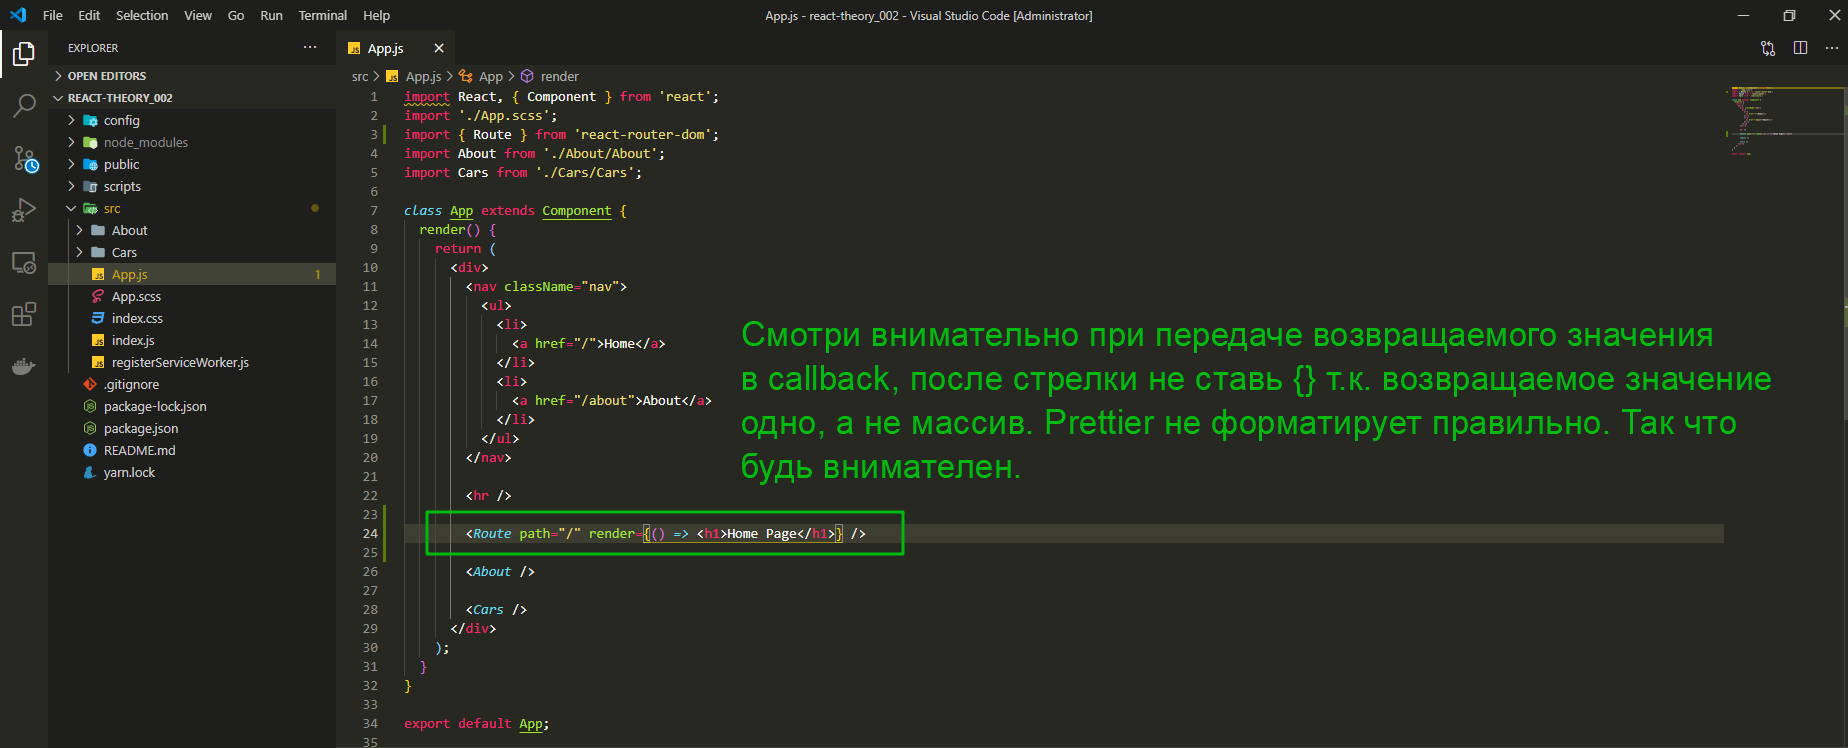 File Edit Selection View Go Run Terminal Help
App.js - react-theory_002 - Visual Studio Code [Administrator]
EXPLORER
OPEN EDITORS
REACT-THEORY_002
config
node_modules
public
scripts
src
About
Cars
App.js 1
App.scss
index.css
index.js
registerServiceWorker.js
.gitignore
package-lock.json
package.json
README.md
yarn.lock
JS App.js
src > JS App.js > App > render
1 import React, { Component } from 'react';
2 import './App.scss';
3 import { Route } from 'react-router-dom';
4 import About from './About/About';
5 import Cars from './Cars/Cars';
6
7 class App extends Component {
8 render() {
9 return (
10 <div>
11 <nav className="nav">
12 <ul>
13 <li>
14 <a href="/">Home</a>
15 </li>
16 <li>
17 <a href="/about">About</a>
18 </li>
19 </ul>
20 </nav>
21
22 <hr />
23
24 <Route path="/" render={() => <h1>Home Page</h1>} />
25
26 <About />
27
28 <Cars />
29 </div>
30 );
31 }
32 }
33
34 export default App;
35
Смотри внимательно при передаче возвращаемого значения
в callback, после стрелки не ставь {} т.к. возвращаемое значение
одно, а не массив. Prettier не форматирует правильно. Так что
будь внимателен.